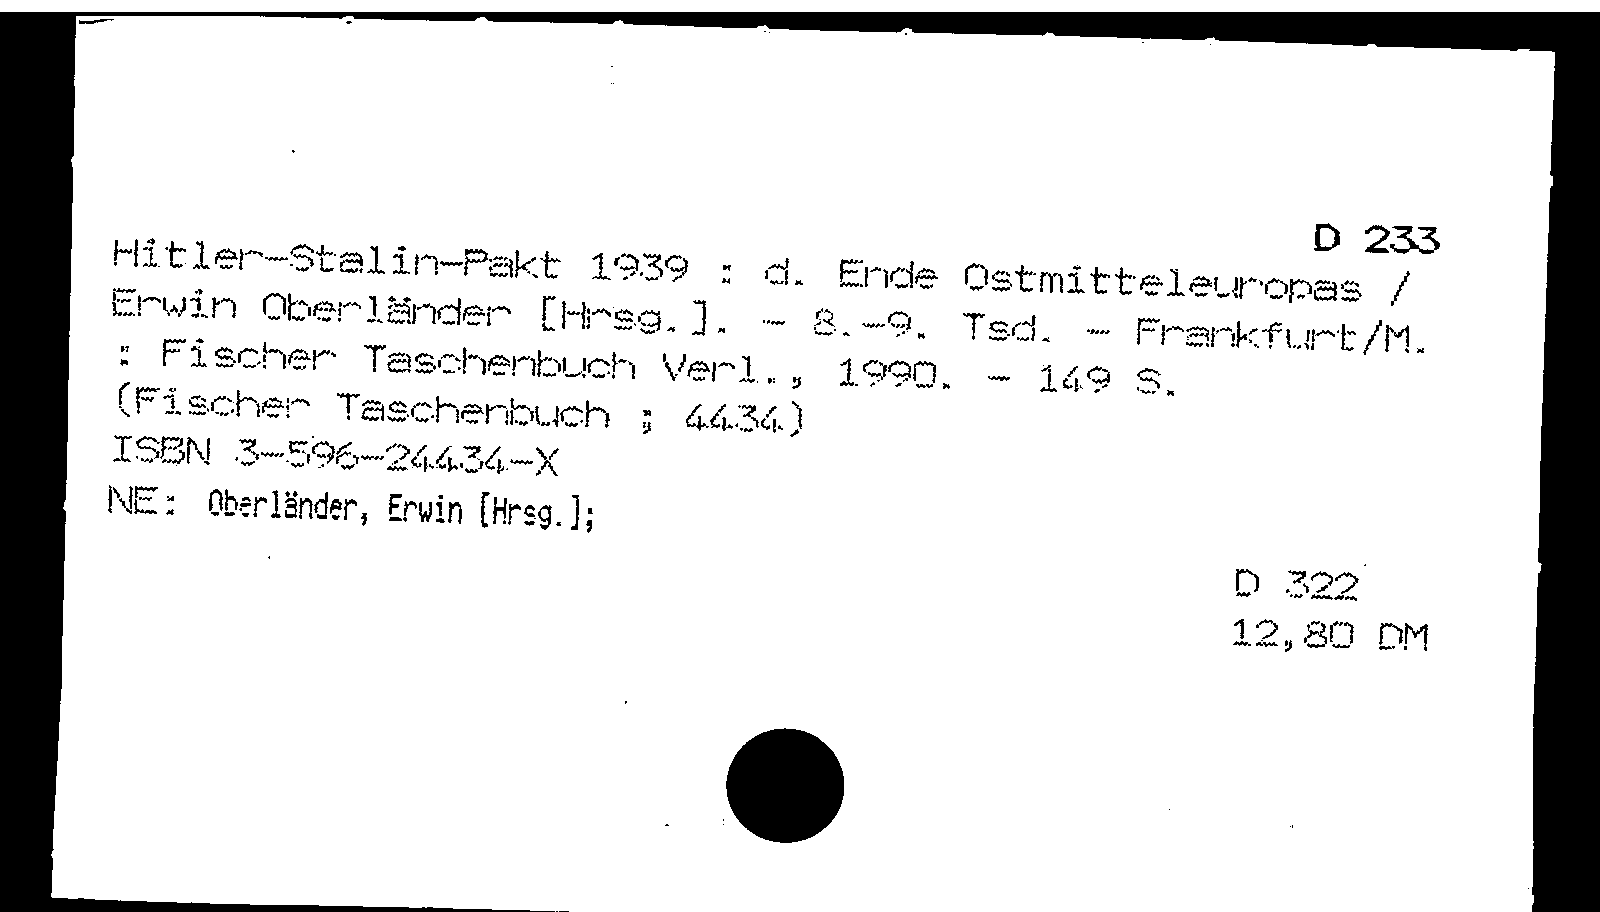 D 233
Hitler-Stalin-Pakt 1939 : d. Ende Ostmitteleuropas /
Erwin Oberländer [Hrsg.]. - 8.-9. Tsd. - Frankfurt/M.
: Fischer Taschenbuch Verl., 1990. - 149 S.
(Fischer Taschenbuch ; 4434)
ISBN 3-596-24434-X
NE: Oberländer, Erwin [Hrsg.];
D 322
12,80 DM